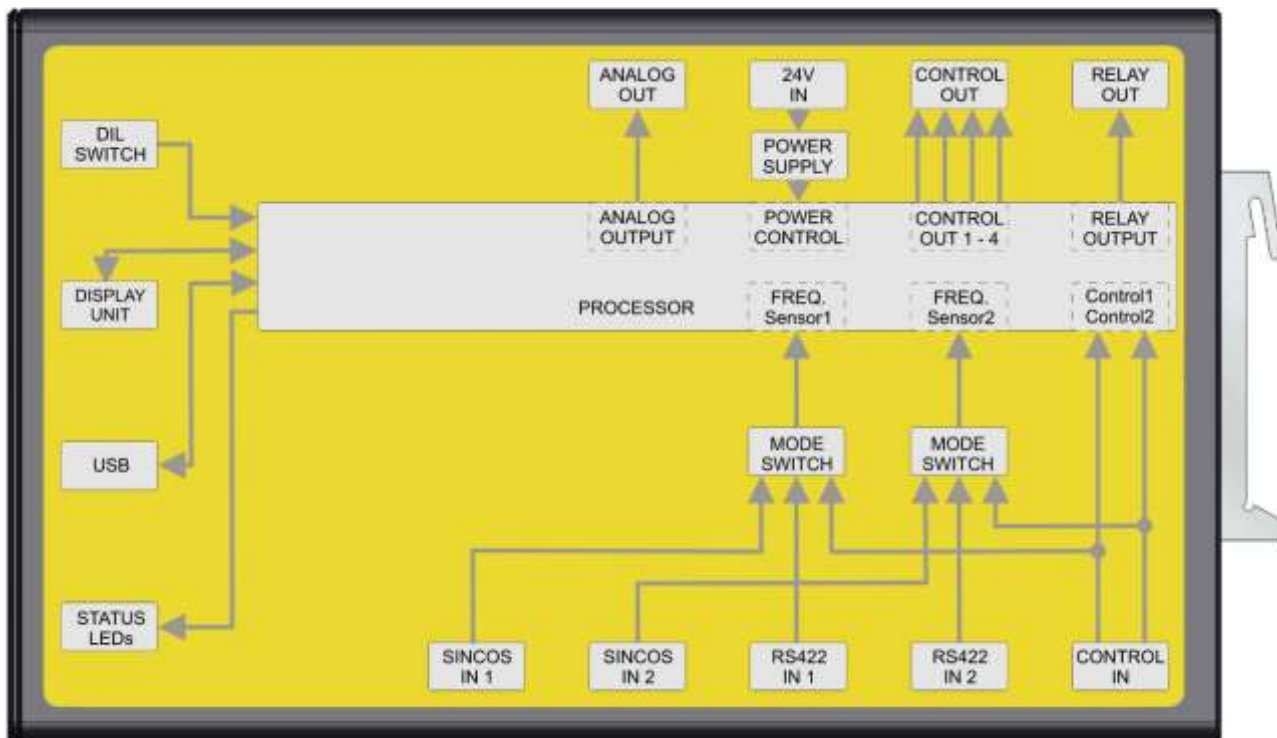 ANALOG
OUT
24V
IN
CONTROL
OUT
RELAY
OUT
DIL
SWITCH
POWER
SUPPLY
ANALOG
OUTPUT
POWER
CONTROL
CONTROL
OUT 1 - 4
RELAY
OUTPUT
DISPLAY
UNIT
PROCESSOR
FREQ.
Sensor1
FREQ.
Sensor2
Control1
Control2
USB
MODE
SWITCH
MODE
SWITCH
STATUS
LEDs
SINCOS
IN 1
SINCOS
IN 2
RS422
IN 1
RS422
IN 2
CONTROL
IN